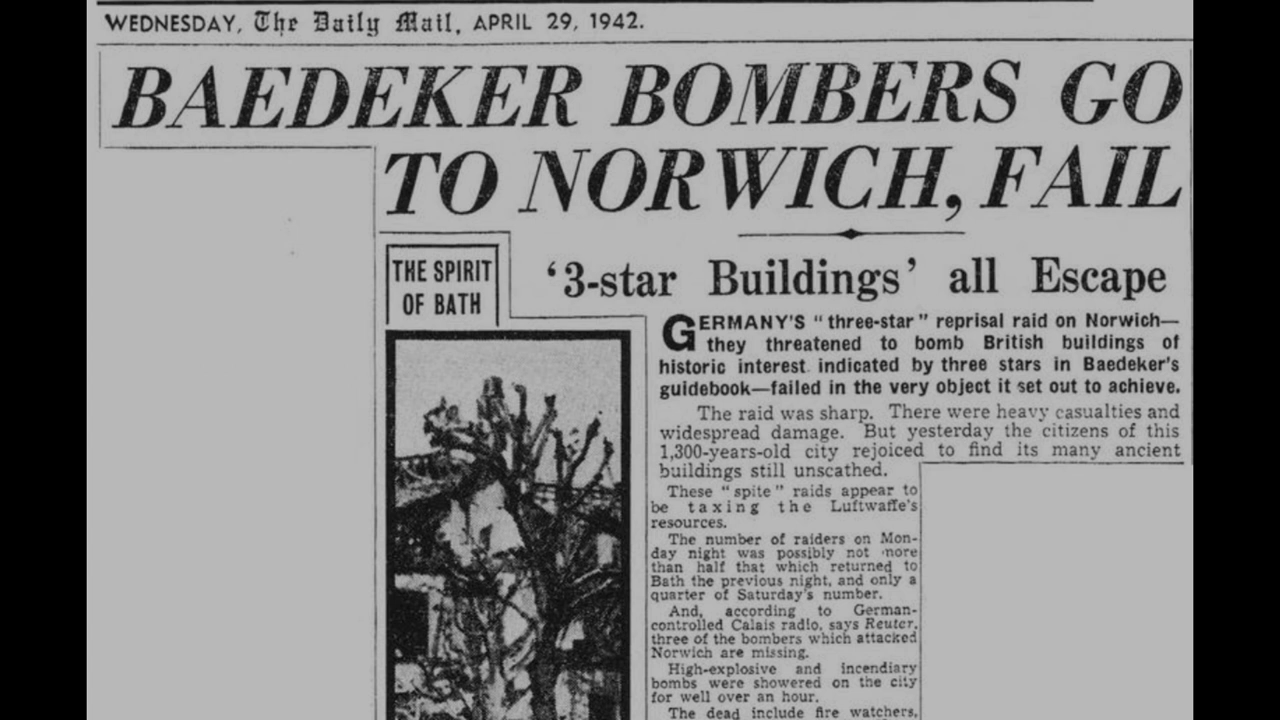 WEDNESDAY, The Daily Mail, APRIL 29, 1942.
BAEDEKER BOMBERS GO
TO NORWICH, FAIL
THE SPIRIT
OF BATH
‘3-star Buildings’ all Escape
GERMANY'S “three-star” reprisal raid on Norwich—
they threatened to bomb British buildings of
historic interest indicated by three stars in Baedeker's
guidebook—failed in the very object it set out to achieve.
The raid was sharp. There were heavy casualties and
widespread damage. But yesterday the citizens of this
1,300-years-old city rejoiced to find its many ancient
buildings still unscathed.
These “spite” raids appear to
be taxing the Luftwaffe's
resources.
The number of raiders on Mon-
day night was possibly not more
than half that which returned to
Bath the previous night, and only a
quarter of Saturday's number.
And, according to German-
controlled Calais radio, says Reuter,
three of the bombers which attacked
Norwich are missing.
High-explosive and incendiary
bombs were showered on the city
for well over an hour.
The dead include fire watchers,